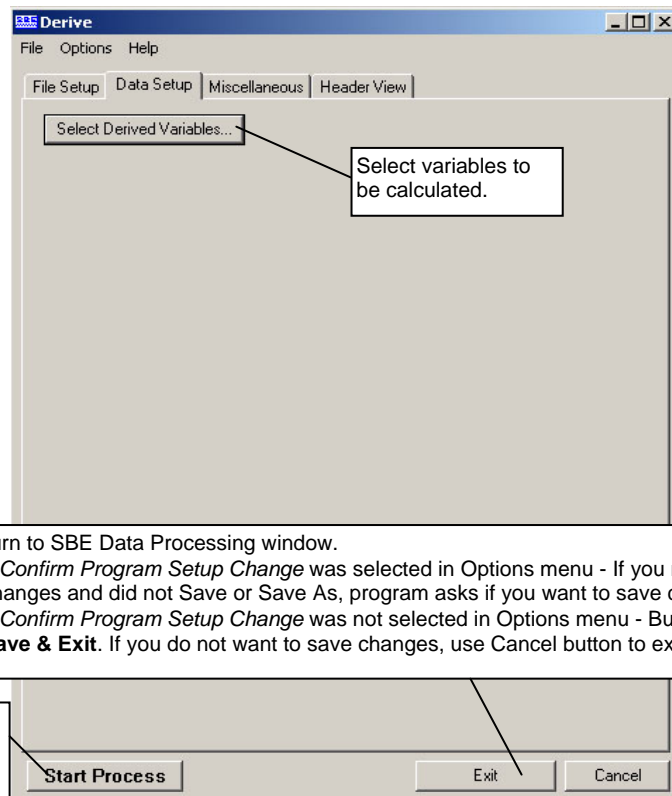 SBE Derive
File Options Help
File Setup Data Setup Miscellaneous Header View
Select Derived Variables...
Select variables to
be calculated.
urn to SBE Data Processing window.
Confirm Program Setup Change was selected in Options menu - If you
anges and did not Save or Save As, program asks if you want to save
Confirm Program Setup Change was not selected in Options menu - Bu
ave & Exit. If you do not want to save changes, use Cancel button to ex
Start Process Exit Cancel